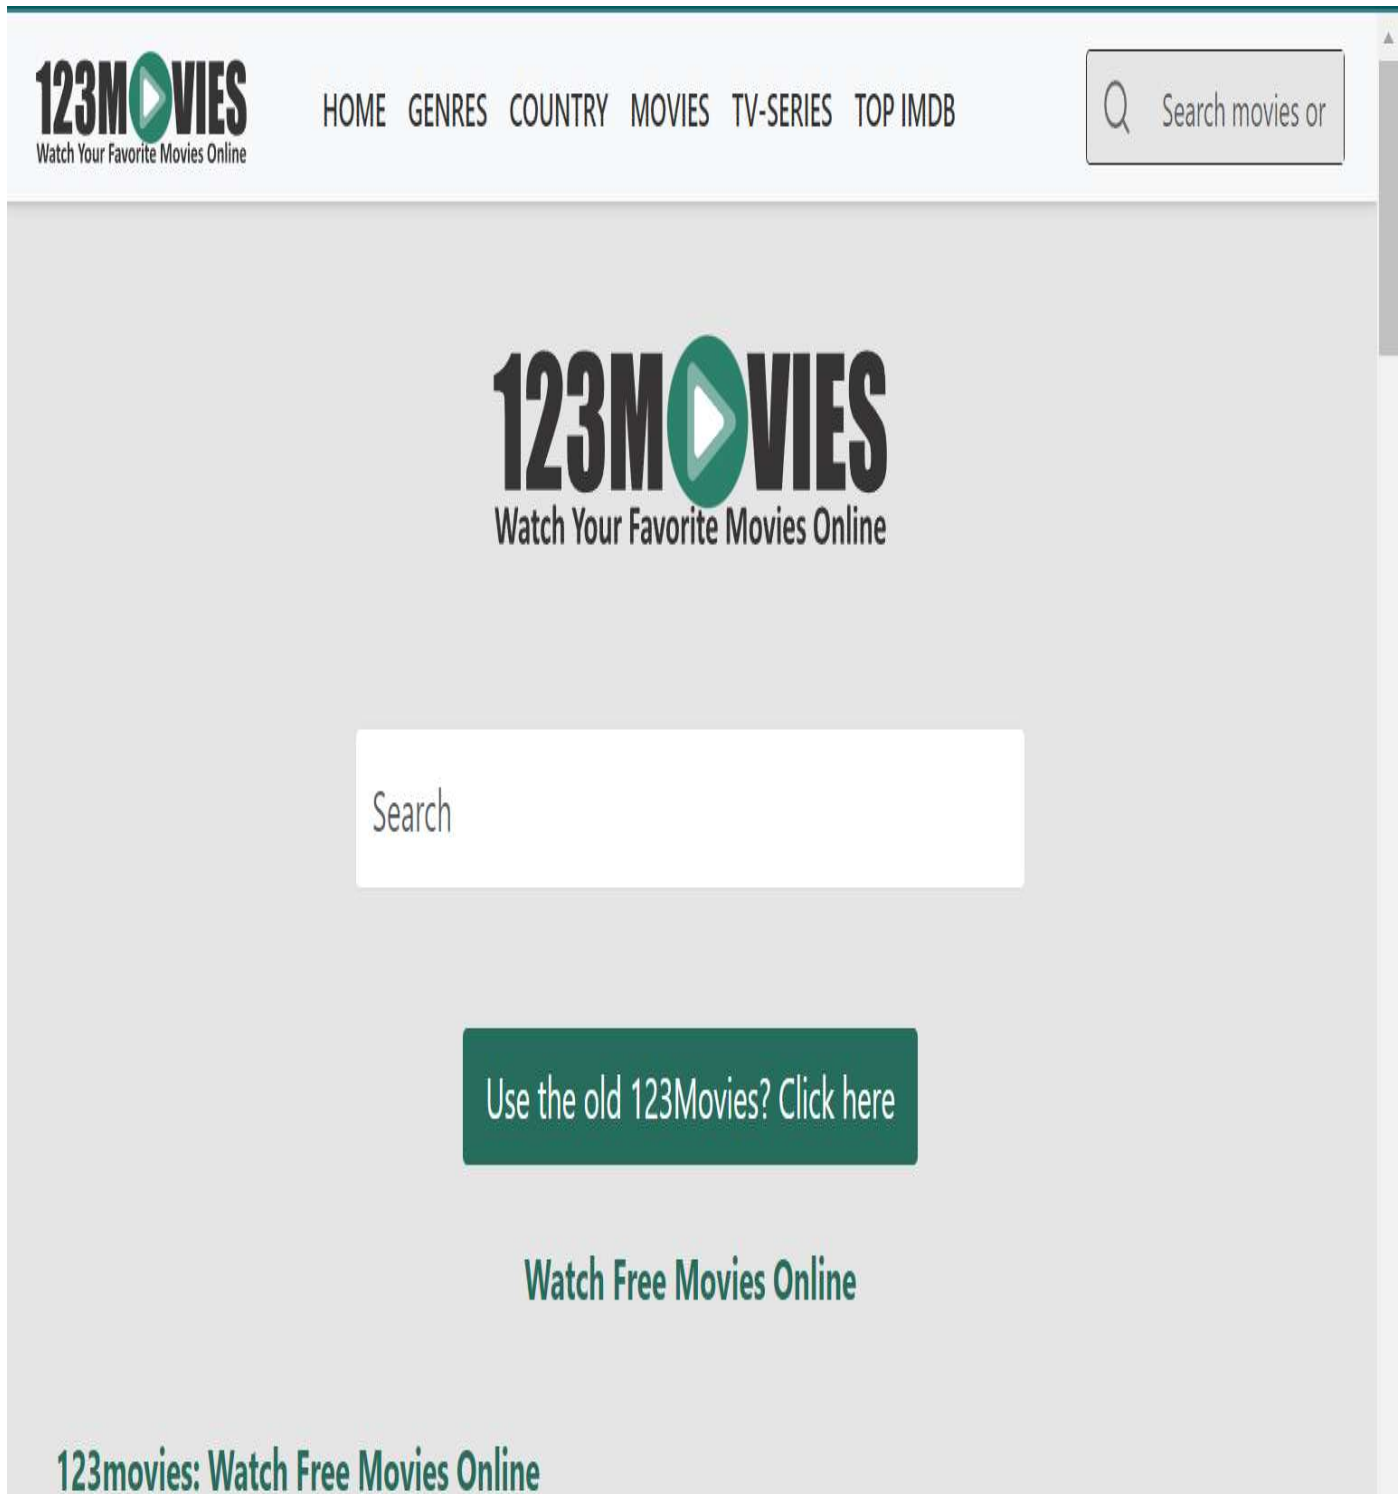 123MOVIES
Watch Your Favorite Movies Online
HOME GENRES COUNTRY MOVIES TV-SERIES TOP IMDB
Search movies or
123MOVIES
Watch Your Favorite Movies Online
Search
Use the old 123Movies? Click here
Watch Free Movies Online
123movies: Watch Free Movies Online